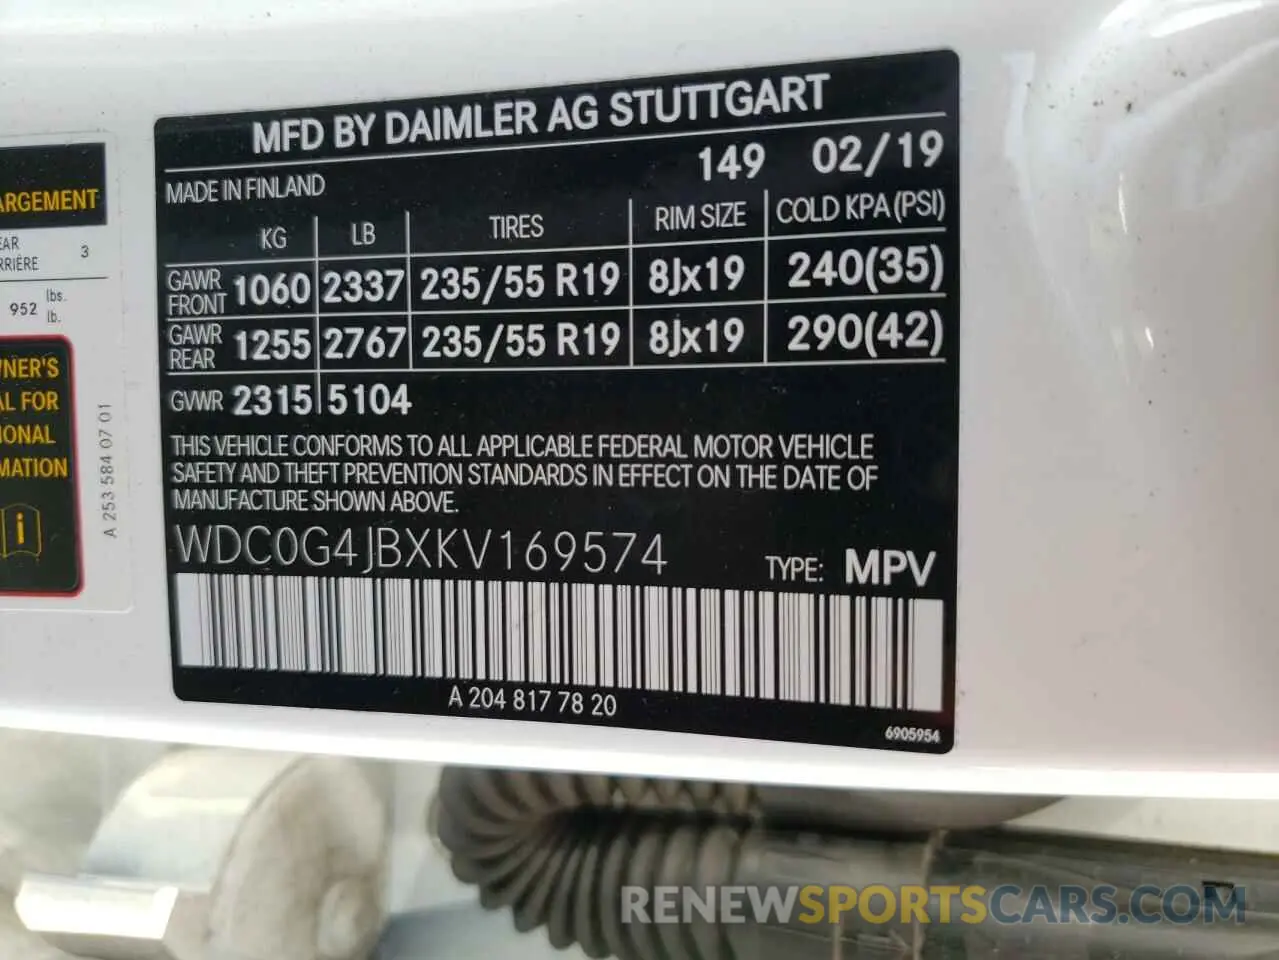 MFD BY DAIMLER AG STUTTGART
149 02/19
MADE IN FINLAND
KG LB TIRES RIM SIZE COLD KPA (PSI)
GAWR FRONT 1060 2337 235/55 R19 8Jx19 240(35)
GAWR REAR 1255 2767 235/55 R19 8Jx19 290(42)
GVWR 2315 5104
THIS VEHICLE CONFORMS TO ALL APPLICABLE FEDERAL MOTOR VEHICLE
SAFETY AND THEFT PREVENTION STANDARDS IN EFFECT ON THE DATE OF
MANUFACTURE SHOWN ABOVE.
WDC0G4JBXKV169574 TYPE: MPV
A 204 817 78 20
6905954
ARGEMENT
EAR 3
RRIÈRE
952 lbs.
lb.
WNER'S
AL FOR
IONAL
MATION
i
A 253 584 07 01
RENEWSPORTSCARS.COM